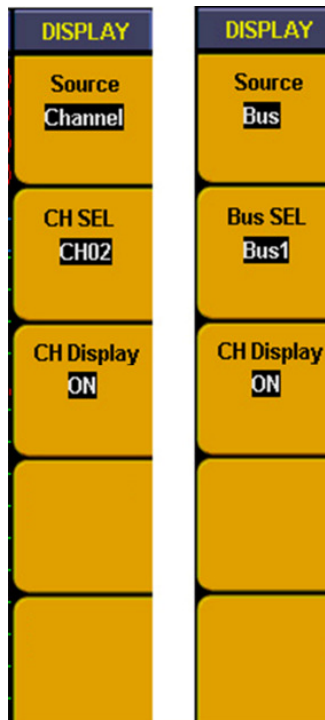 DISPLAY
Source
Channel
CH SEL
CH02
CH Display
ON
DISPLAY
Source
Bus
Bus SEL
Bus1
CH Display
ON